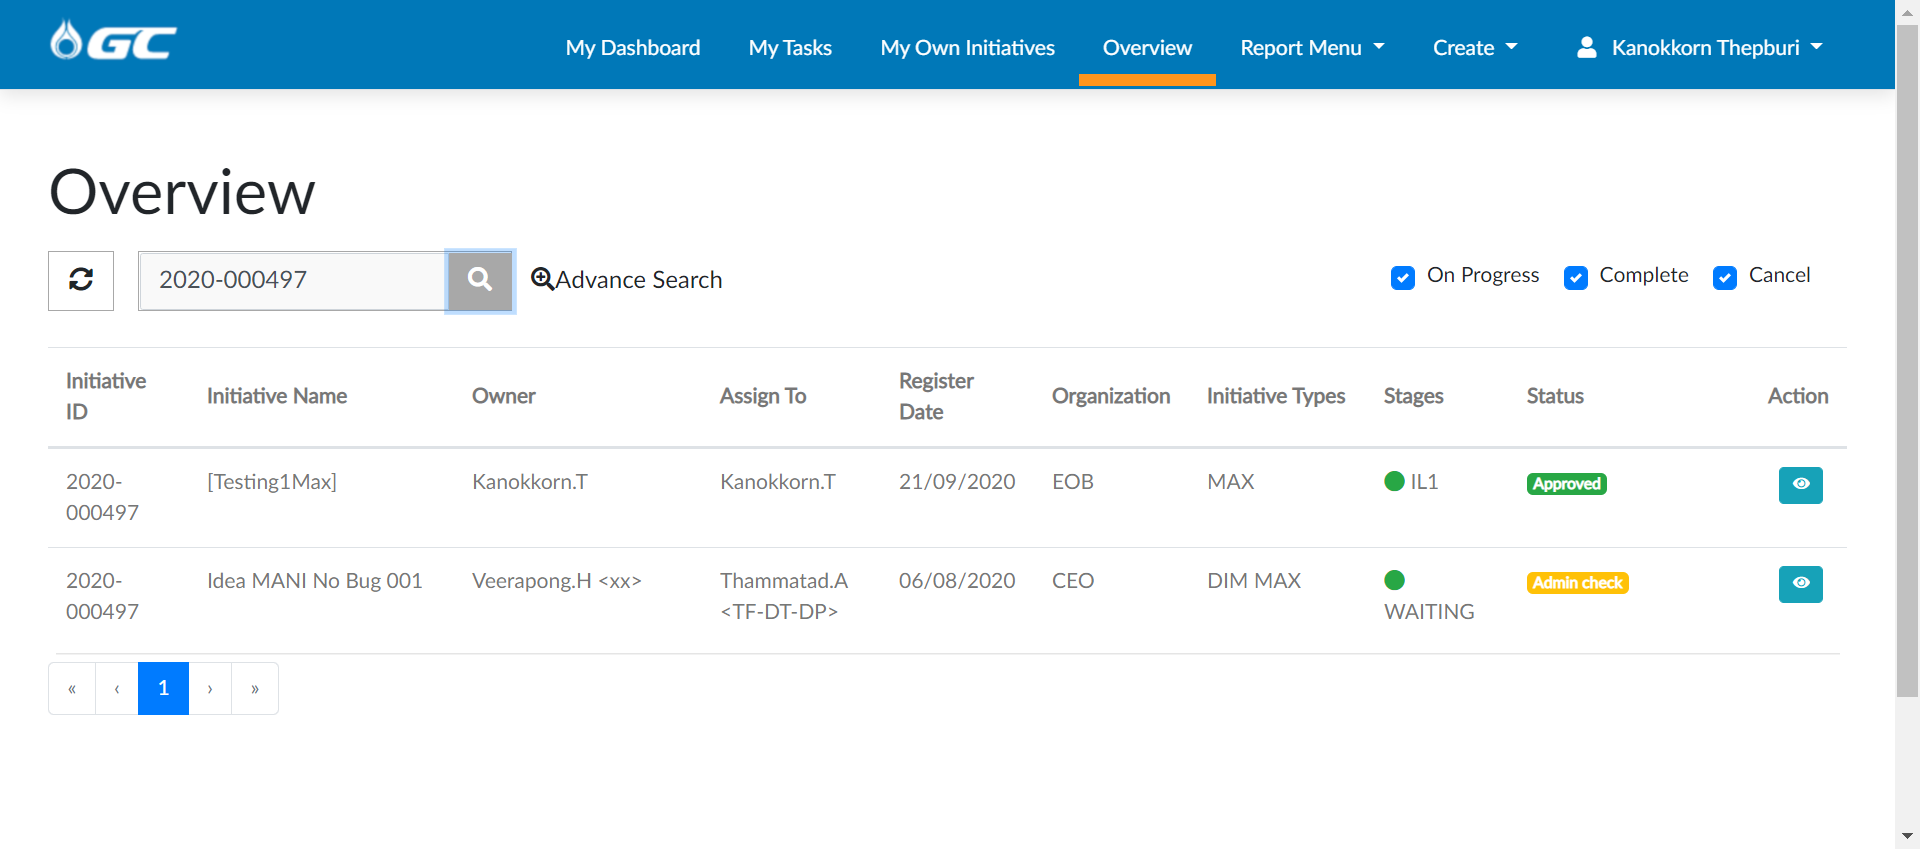 GC
My Dashboard My Tasks My Own Initiatives Overview Report Menu Create Kanokkorn Thepburi
Overview
2020-000497 Advance Search On Progress Complete Cancel
Initiative ID Initiative Name Owner Assign To Register Date Organization Initiative Types Stages Status Action
2020-000497 [Testing1Max] Kanokkorn.T Kanokkorn.T 21/09/2020 EOB MAX IL1 Approved
2020-000497 Idea MANI No Bug 001 Veerapong.H <xx> Thammatad.A <TF-DT-DP> 06/08/2020 CEO DIM MAX WAITING Admin check
« ‹ 1 › »